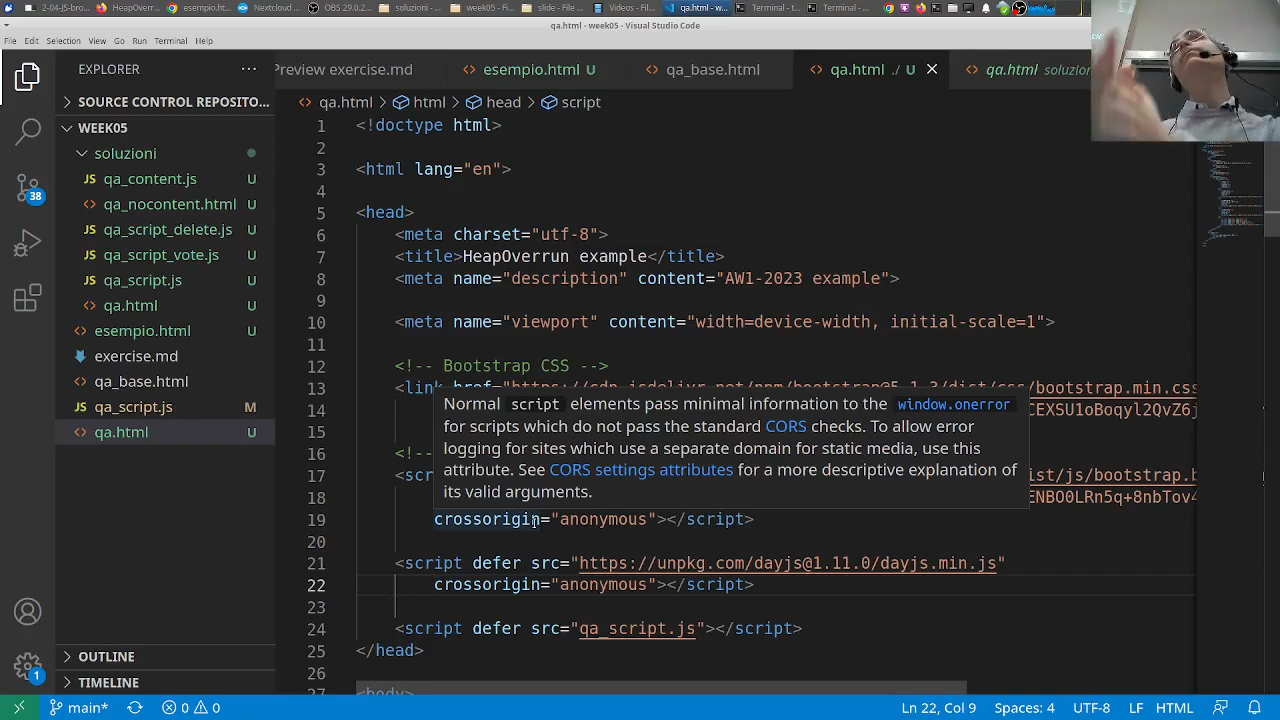 2-04-JS-brows
HeapOverr
esempio.ht
Nextcloud
OBS 29.0.2-
soluzioni -
week05 - Fi
slide - File
Videos - File
qa.html - w
Terminal - t
Terminal -
qa.html - week05 - Visual Studio Code
File Edit Selection View Go Run Terminal Help
EXPLORER ···
Preview exercise.md
esempio.html U
qa_base.html
qa.html ./ U
qa.html soluzion
SOURCE CONTROL REPOSITO...
WEEK05
soluzioni
JS qa_content.js U
qa_nocontent.html U
JS qa_script_delete.js U
JS qa_script_vote.js U
JS qa_script.js U
qa.html U
esempio.html U
exercise.md
qa_base.html
JS qa_script.js M
qa.html U
OUTLINE
TIMELINE
38
1
qa.html > html > head > script
1 <!doctype html>
2
3 <html lang="en">
4
5 <head>
6 <meta charset="utf-8">
7 <title>HeapOverrun example</title>
8 <meta name="description" content="AW1-2023 example">
9
10 <meta name="viewport" content="width=device-width, initial-scale=1">
11
12 <!-- Bootstrap CSS -->
13 <link href="https://cdn.jsdelivr.net/npm/bootstrap@5.1.3/dist/css/bootstrap.min.css
14 CEXSU1oBoqyl2QvZ6j
15
16 <!--
17 <scr ist/js/bootstrap.b
18 ENBO0LRn5q+8nbTov4
Normal script elements pass minimal information to the window.onerror
for scripts which do not pass the standard CORS checks. To allow error
logging for sites which use a separate domain for static media, use this
attribute. See CORS settings attributes for a more descriptive explanation of
its valid arguments.
19 crossorigin="anonymous"></script>
20
21 <script defer src="https://unpkg.com/dayjs@1.11.0/dayjs.min.js"
22 crossorigin="anonymous"></script>
23
24 <script defer src="qa_script.js"></script>
25 </head>
26
27 <body>
main* 0 0 Ln 22, Col 9 Spaces: 4 UTF-8 LF HTML